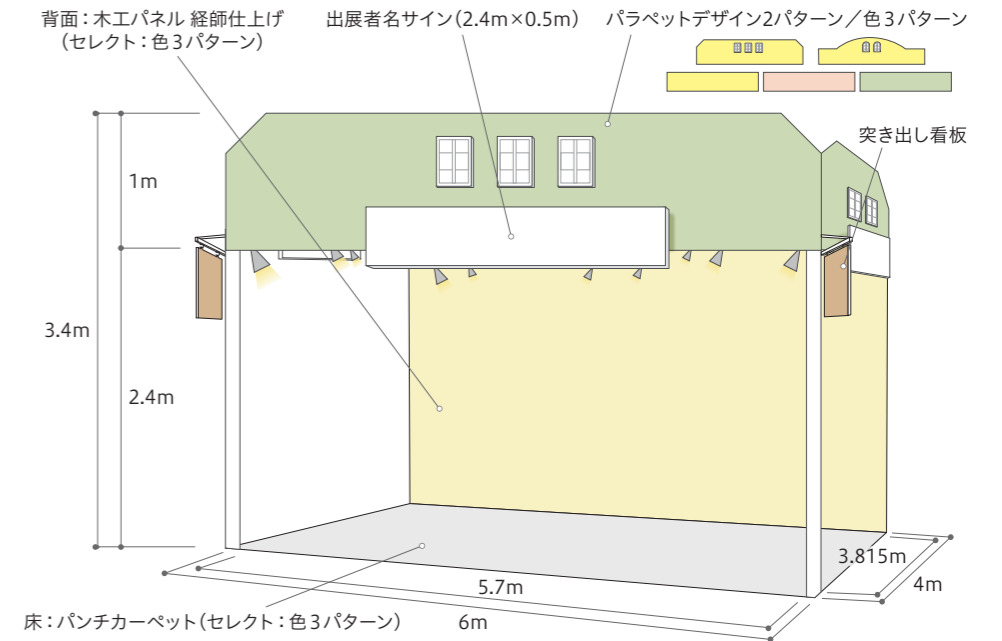 背面：木工パネル 経師仕上げ
（セレクト：色3パターン）
出展者名サイン（2.4m×0.5m）
パラペットデザイン2パターン／色3パターン
突き出し看板
1m
3.4m
2.4m
3.815m
4m
5.7m
6m
床：パンチカーペット（セレクト：色3パターン）